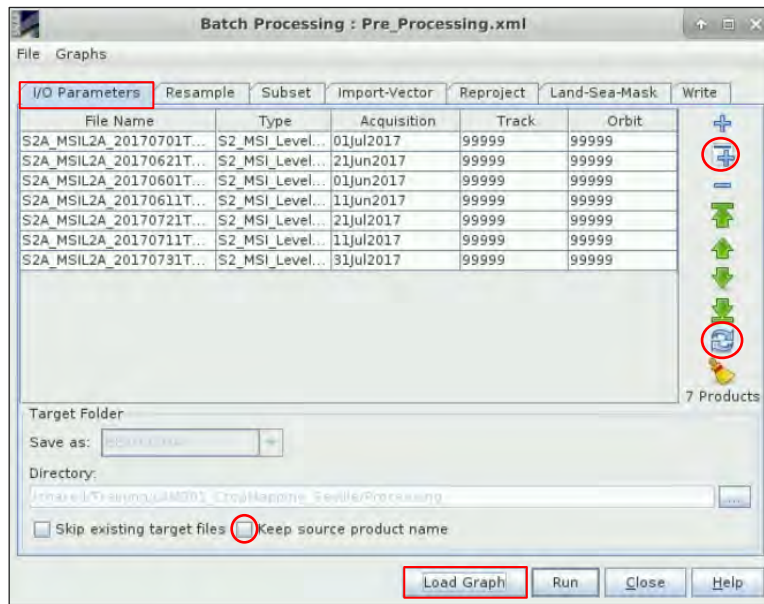 Batch Processing : Pre_Processing.xml
File Graphs
I/O Parameters Resample Subset Import-Vector Reproject Land-Sea-Mask Write
File Name Type Acquisition Track Orbit
S2A_MSIL2A_20170701T... S2_MSI_Level... 01Jul2017 99999 99999
S2A_MSIL2A_20170621T... S2_MSI_Level... 21Jun2017 99999 99999
S2A_MSIL2A_20170601T... S2_MSI_Level... 01Jun2017 99999 99999
S2A_MSIL2A_20170611T... S2_MSI_Level... 11Jun2017 99999 99999
S2A_MSIL2A_20170721T... S2_MSI_Level... 21Jul2017 99999 99999
S2A_MSIL2A_20170711T... S2_MSI_Level... 11Jul2017 99999 99999
S2A_MSIL2A_20170731T... S2_MSI_Level... 31Jul2017 99999 99999
7 Products
Target Folder
Save as:
Directory:
...
Skip existing target files Keep source product name
Load Graph Run Close Help